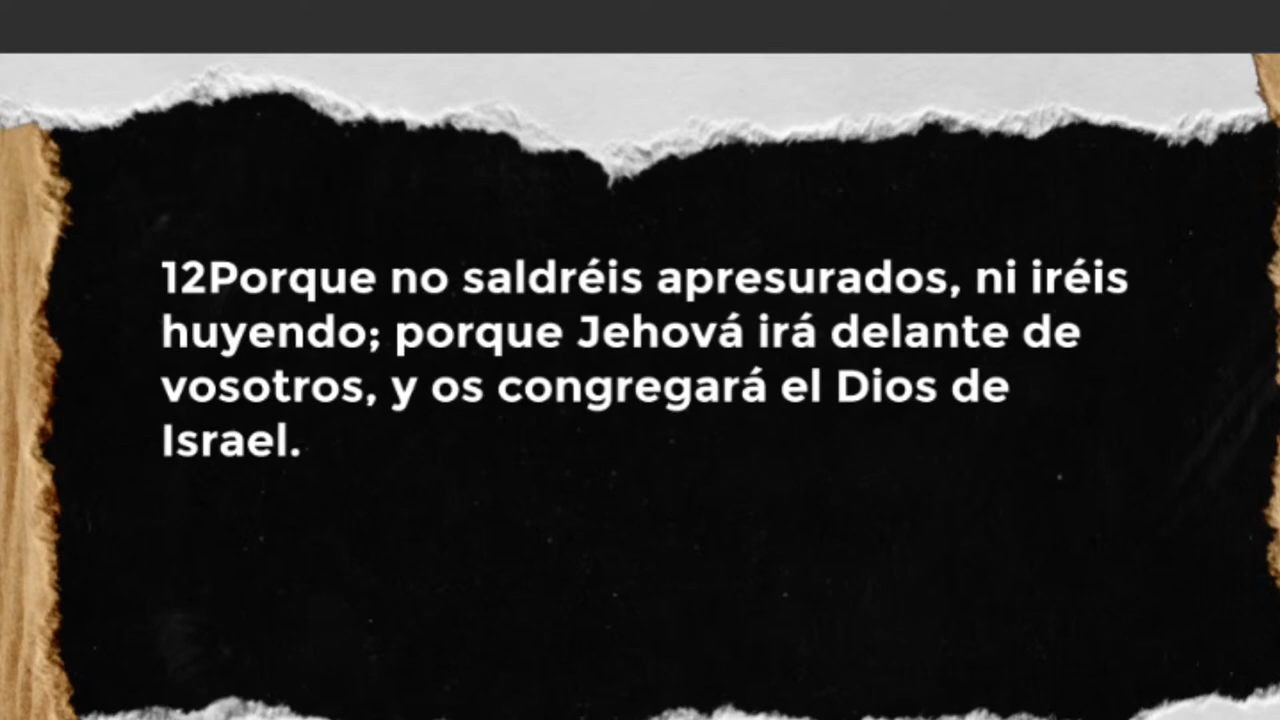 12Porque no saldréis apresurados, ni iréis
huyendo; porque Jehová irá delante de
vosotros, y os congregará el Dios de
Israel.